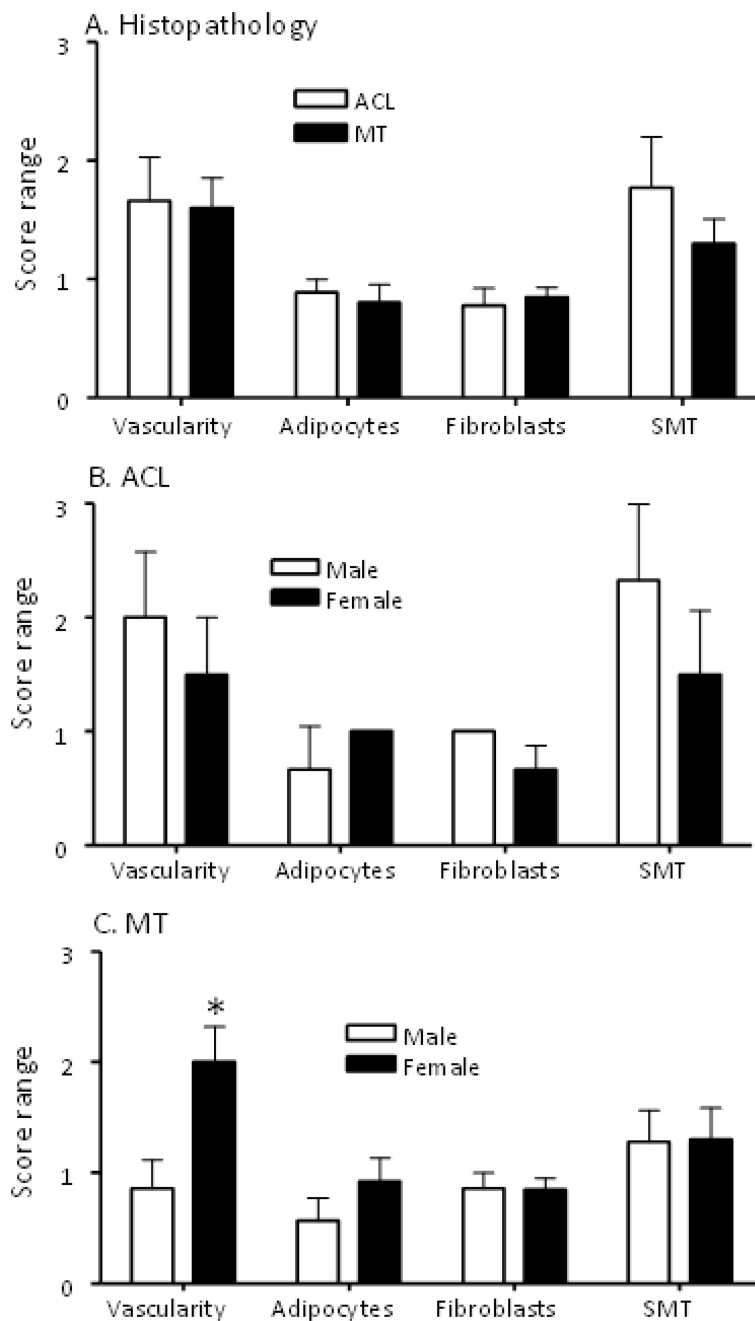 A. Histopathology
3
ACL
MT
2
Score range
1
0
Vascularity Adipocytes Fibroblasts SMT
B. ACL
3
Male
Female
2
Score range
1
0
Vascularity Adipocytes Fibroblasts SMT
C. MT
3
*
Male
Female
2
Score range
1
0
Vascularity Adipocytes Fibroblasts SMT